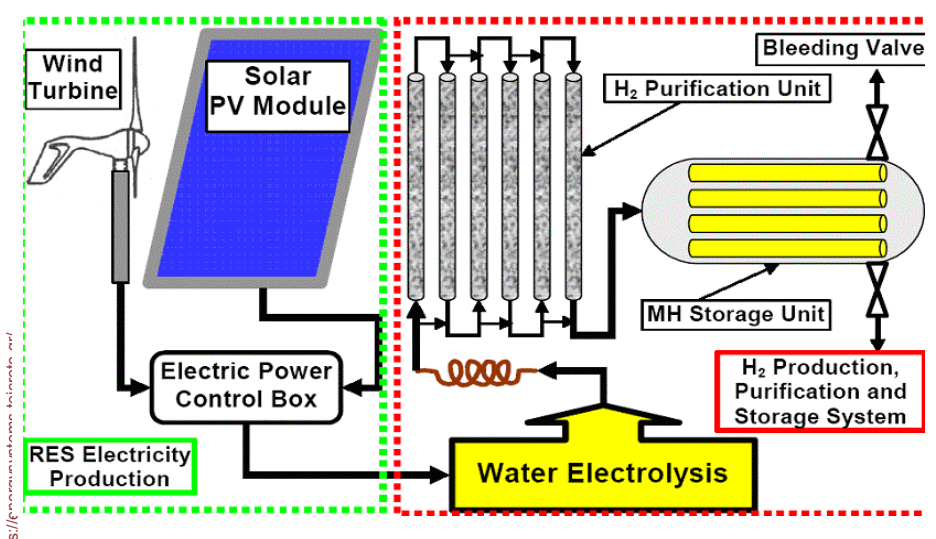 Wind
Turbine
Solar
PV Module
Bleeding Valve
H₂ Purification Unit
MH Storage Unit
Electric Power
Control Box
H₂ Production,
Purification and
Storage System
RES Electricity
Production
Water Electrolysis